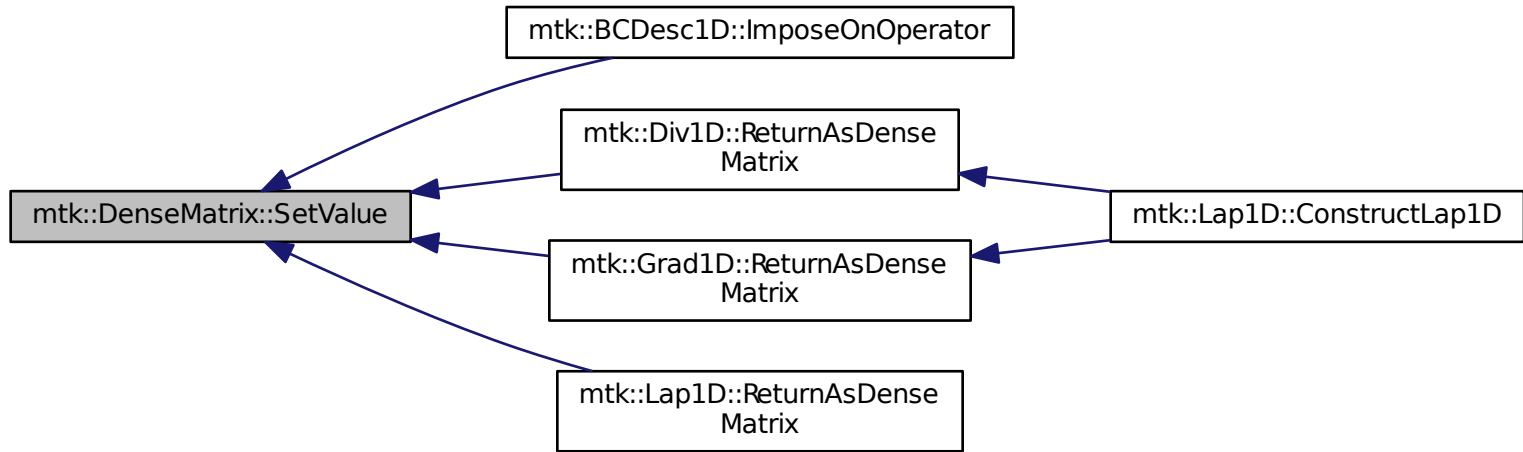 mtk::BCDesc1D::ImposeOnOperator
mtk::Div1D::ReturnAsDense
Matrix
mtk::DenseMatrix::SetValue
mtk::Lap1D::ConstructLap1D
mtk::Grad1D::ReturnAsDense
Matrix
mtk::Lap1D::ReturnAsDense
Matrix